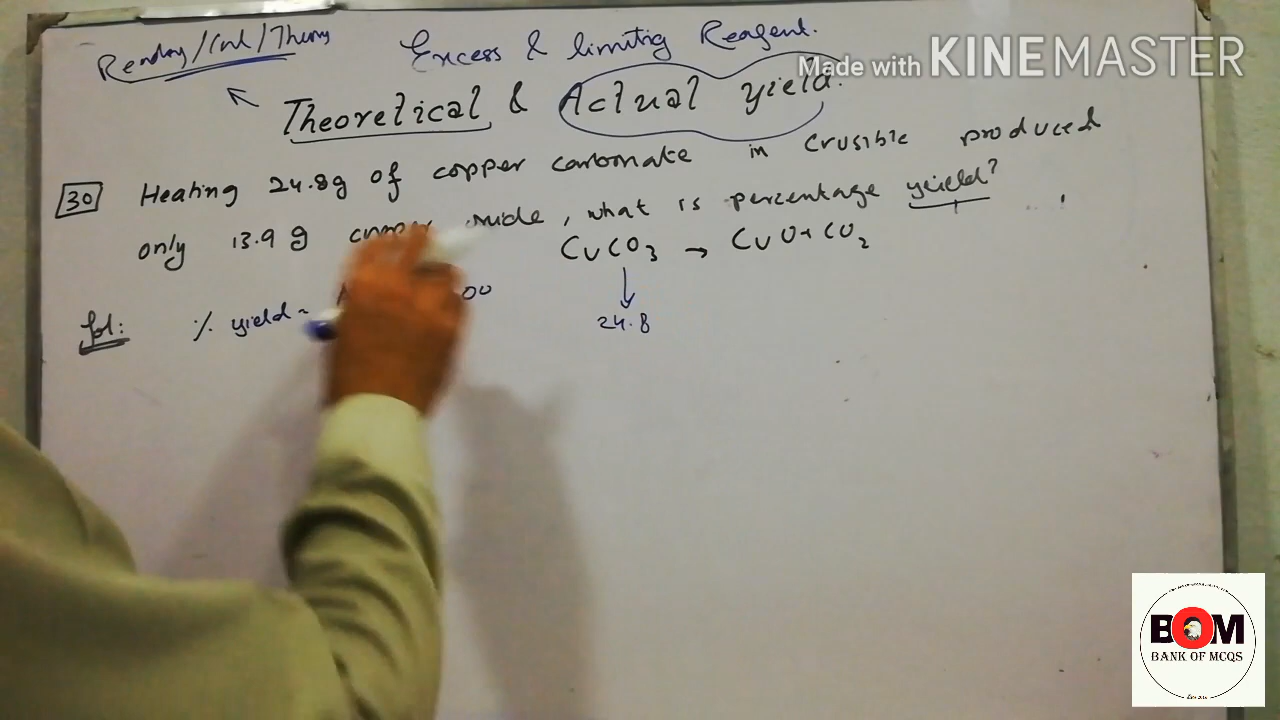 Excess & limiting Reagent.
Made with KINEMASTER
Theoretical & Actual yield.
30 Heating 24.8g of copper carbonate in Crusible produced
only 13.9 g , what is percentage yield?
CuCO3 → CuO + CO2
Sol: % yield =
24.8
BOM
BANK OF MCQS